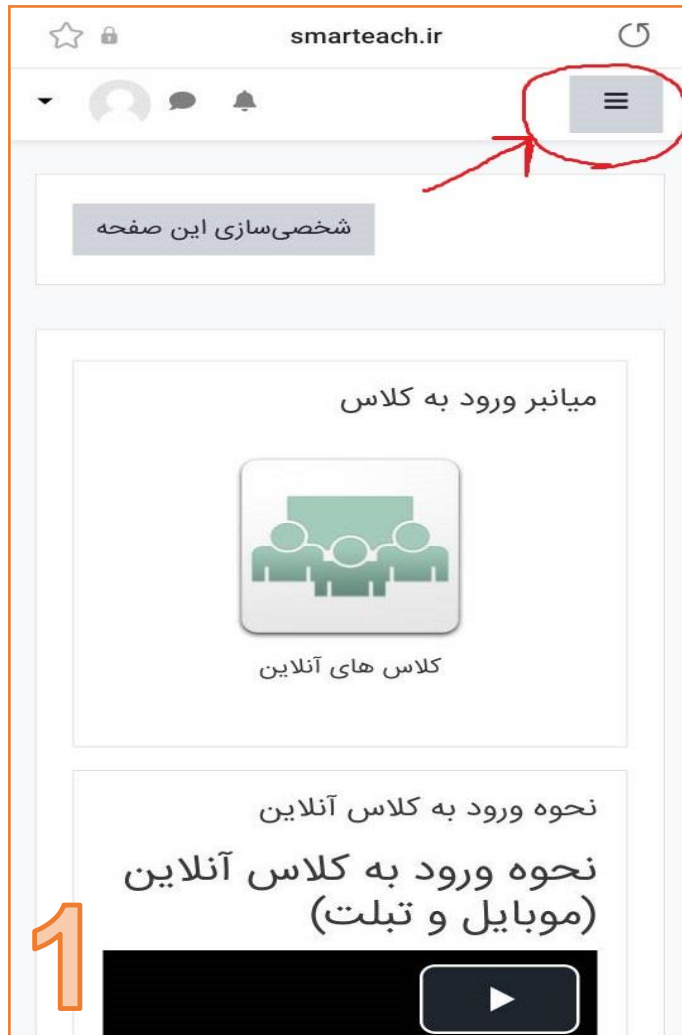 smarteach.ir
شخصی‌سازی این صفحه
میانبر ورود به کلاس
کلاس های آنلاین
نحوه ورود به کلاس آنلاین
نحوه ورود به کلاس آنلاین
(موبایل و تبلت)
1